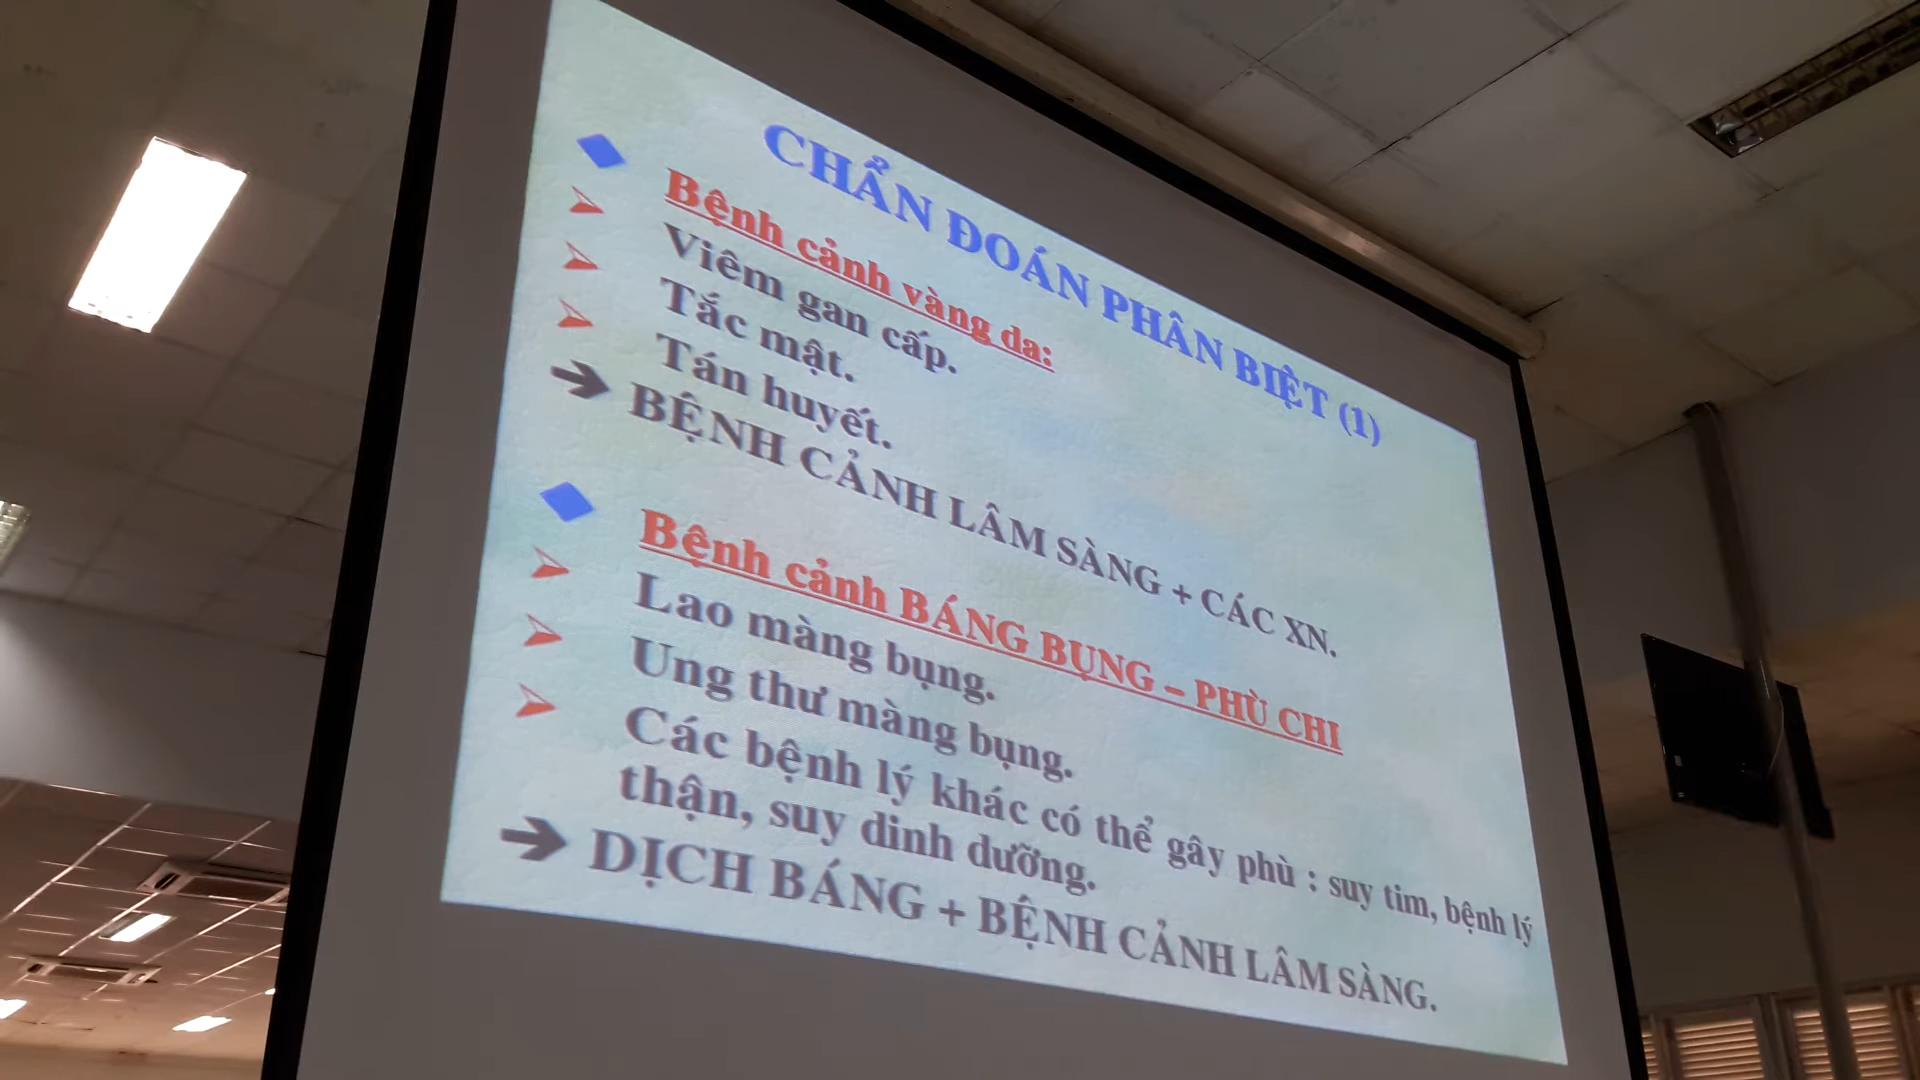 CHẨN ĐOÁN PHÂN BIỆT (1)
Bệnh cảnh vàng da:
Viêm gan cấp.
Tắc mật.
Tán huyết.
BỆNH CẢNH LÂM SÀNG + CÁC XN.
Bệnh cảnh BÁNG BỤNG – PHÙ CHI
Lao màng bụng.
Ung thư màng bụng.
Các bệnh lý khác có thể gây phù : suy tim, bệnh lý
thận, suy dinh dưỡng.
DỊCH BÁNG + BỆNH CẢNH LÂM SÀNG.